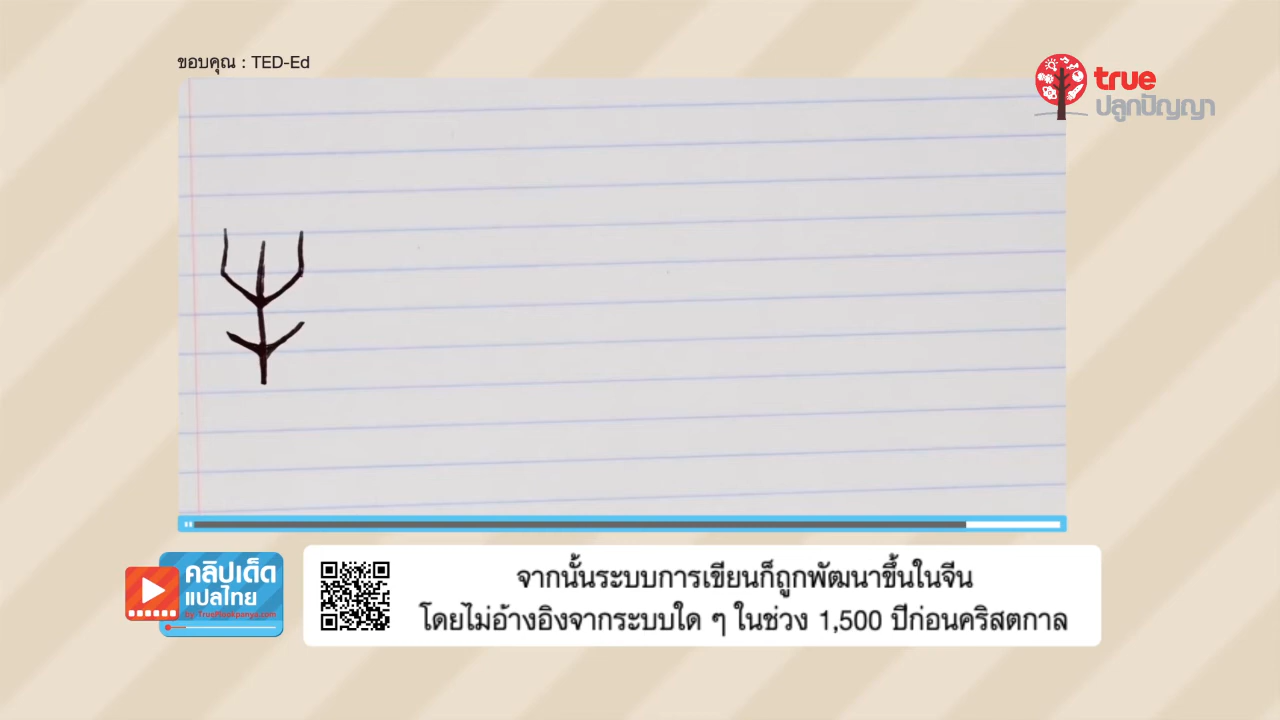 ขอบคุณ : TED-Ed
true
ปลูกปัญญา
คลิปเด็ด
แปลไทย
by Trueplookpanya.com
จากนั้นระบบการเขียนก็ถูกพัฒนาขึ้นในจีน
โดยไม่อ้างอิงจากระบบใด ๆ ในช่วง 1,500 ปีก่อนคริสตกาล